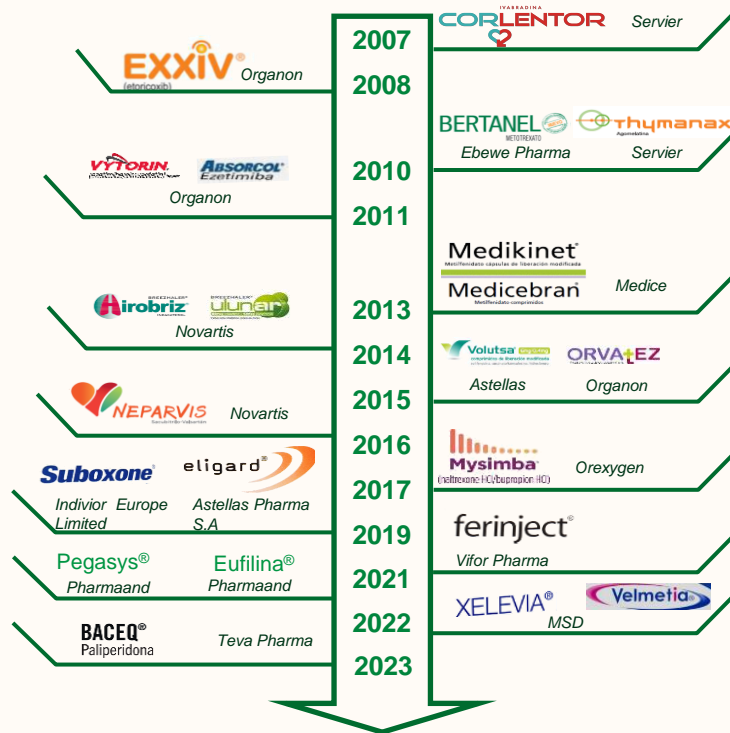 2007
IVABRADINA
CORLENTOR
Servier
EXXIV®
(etoricoxib)
Organon
2008
BERTANEL
METOTREXATO
Ebewe Pharma
Thymanax
Agomelatina
Servier
2010
VYTORIN
ABSORCOL®
Ezetimiba
Organon
2011
Medikinet®
Metilfenidato cápsulas de liberación modificada
Medicebran®
Metilfenidato comprimidos
Medice
2013
BREEZHALER®
Hirobriz®
BREEZHALER®
ulunar
Novartis
2014
Volutsa®
Astellas
ORVATEZ
Organon
2015
NEPARVIS
Sacubitrilo-Valsartán
Novartis
2016
Mysimba®
(naltrexone HCl/bupropion HCl)
Orexygen
2017
Suboxone®
Indivior Europe
Limited
eligard®
Astellas Pharma
S.A
2019
ferinject®
Vifor Pharma
Pegasys®
Pharmaand
Eufilina®
Pharmaand
2021
XELEVIA®
Velmetia®
MSD
2022
BACEQ®
Paliperidona
Teva Pharma
2023